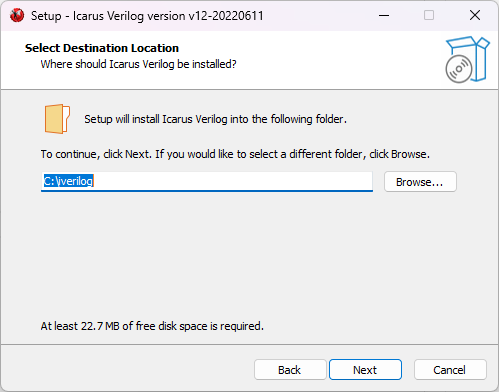 Setup - Icarus Verilog version v12-20220611
Select Destination Location
Where should Icarus Verilog be installed?
Setup will install Icarus Verilog into the following folder.
To continue, click Next. If you would like to select a different folder, click Browse.
C:\iverilog
Browse...
At least 22.7 MB of free disk space is required.
Back
Next
Cancel